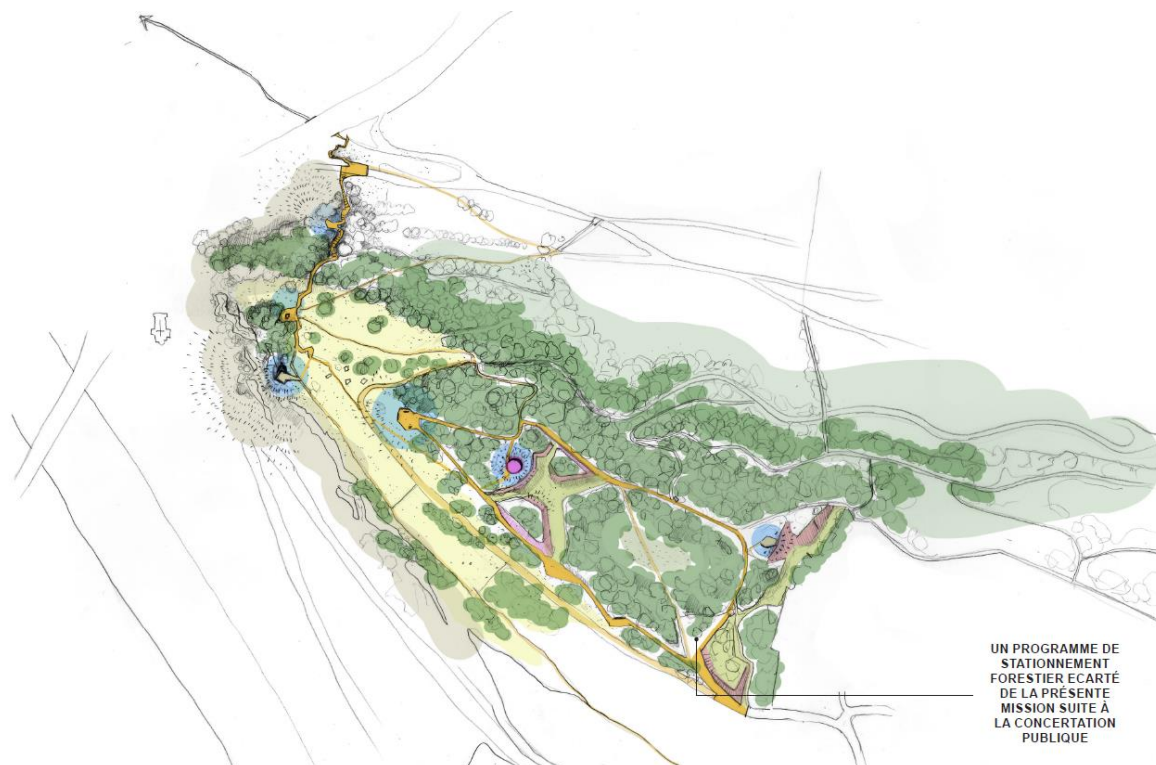 UN PROGRAMME DE
STATIONNEMENT
FORESTIER ECARTÉ
DE LA PRÉSENTE
MISSION SUITE À
LA CONCERTATION
PUBLIQUE